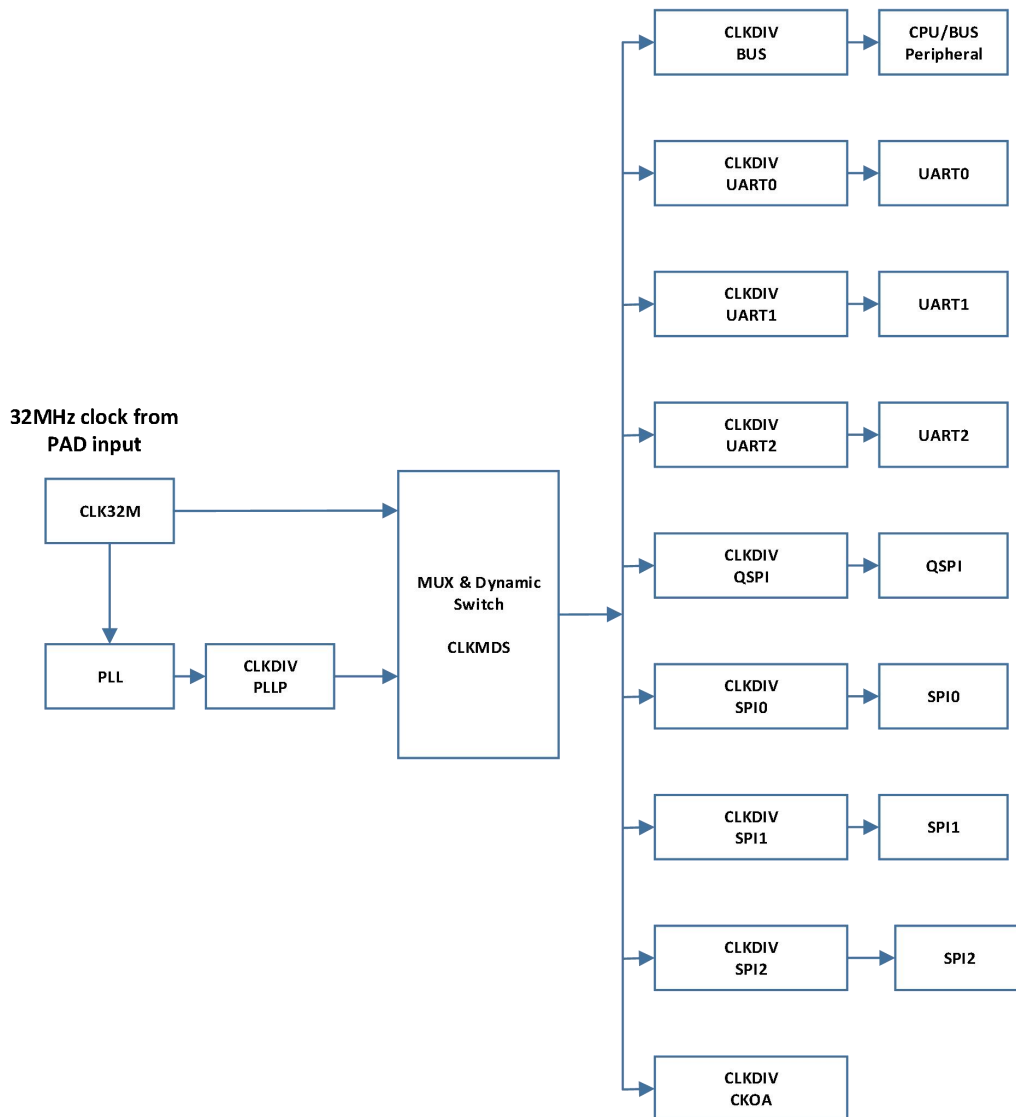 CLKDIV
BUS
CPU/BUS
Peripheral
CLKDIV
UART0
UART0
CLKDIV
UART1
UART1
CLKDIV
UART2
UART2
32MHz clock from
PAD input
CLK32M
MUX & Dynamic
Switch
CLKMDS
CLKDIV
QSPI
QSPI
PLL
CLKDIV
PLLP
CLKDIV
SPI0
SPI0
CLKDIV
SPI1
SPI1
CLKDIV
SPI2
SPI2
CLKDIV
CKOA